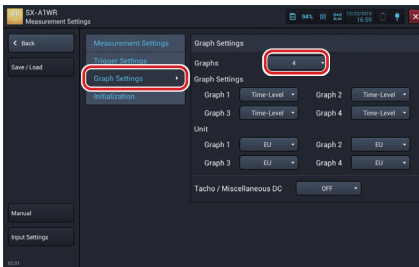 SX-A1WR
Measurement Settings
94%
16:59
Back
Save / Load
Manual
Input Settings
Measurement Settings
Trigger Settings
Graph Settings
Initialization
Graph Settings
Graphs 4
Graph Settings
Graph 1 Time-Level Graph 2 Time-Level
Graph 3 Time-Level Graph 4 Time-Level
Unit
Graph 1 EU Graph 2 EU
Graph 3 EU Graph 4 EU
Tacho / Miscellaneous DC OFF